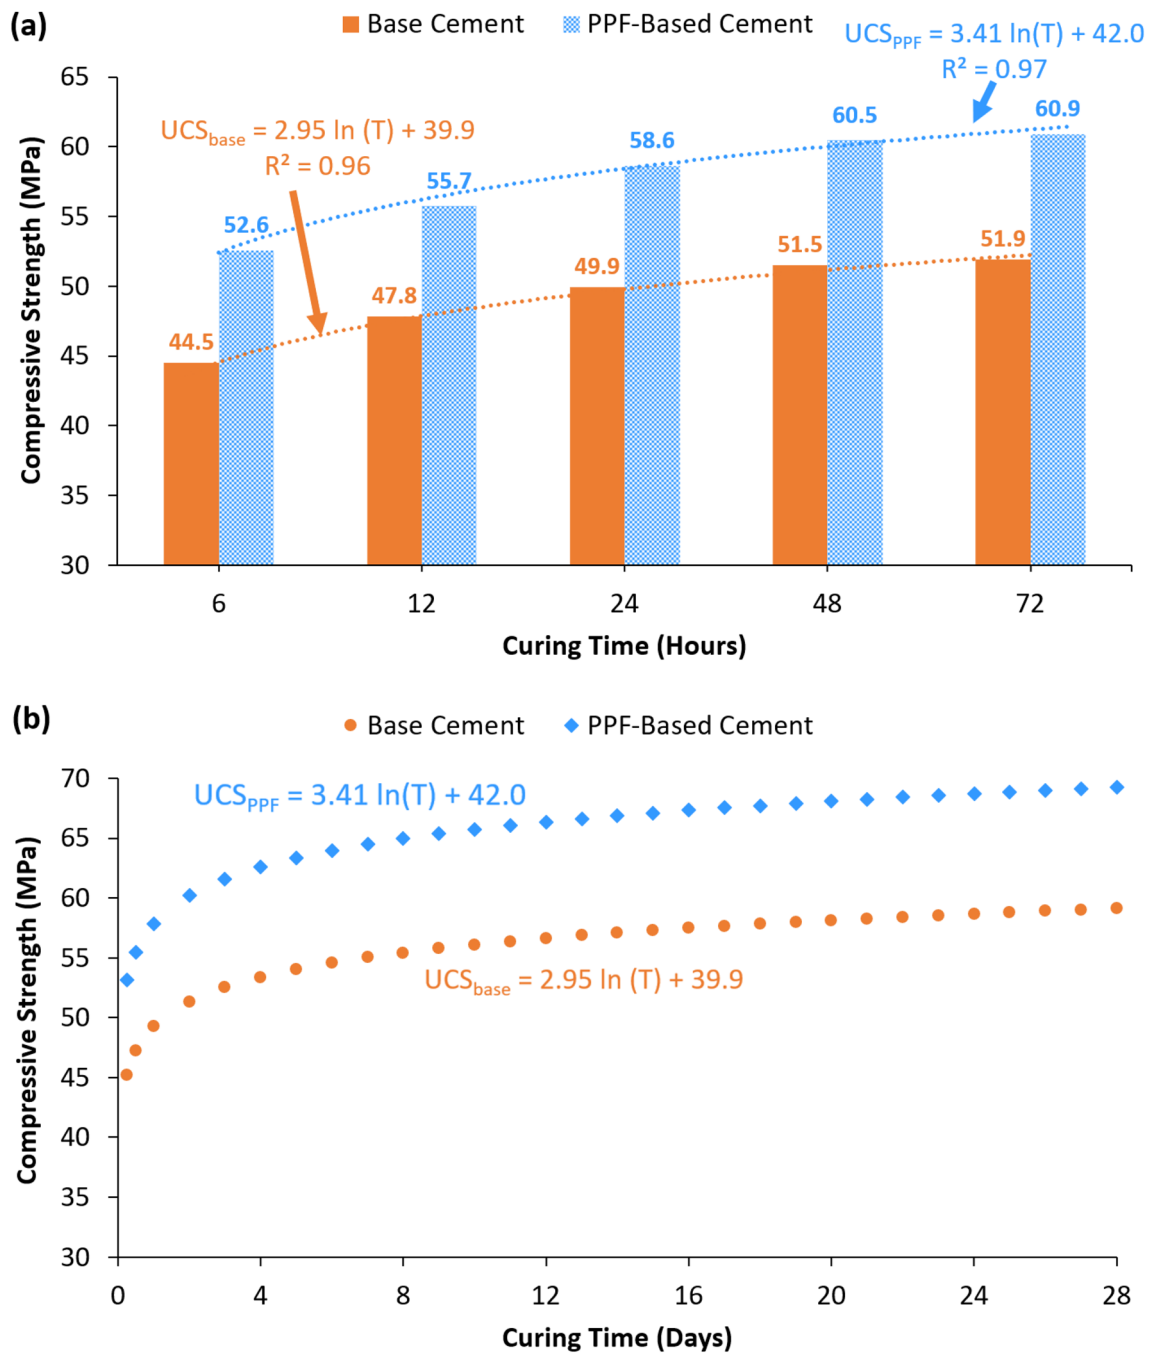 (a)
Base Cement PPF-Based Cement
UCSPPF = 3.41 ln(T) + 42.0
R² = 0.97
UCSbase = 2.95 ln (T) + 39.9
R² = 0.96
Compressive Strength (MPa)
65
60
55
50
45
40
35
30
44.5
52.6
47.8
55.7
49.9
58.6
51.5
60.5
51.9
60.9
6 12 24 48 72
Curing Time (Hours)
(b)
Base Cement PPF-Based Cement
UCSPPF = 3.41 ln(T) + 42.0
UCSbase = 2.95 ln (T) + 39.9
Compressive Strength (MPa)
70
65
60
55
50
45
40
35
30
0 4 8 12 16 20 24 28
Curing Time (Days)